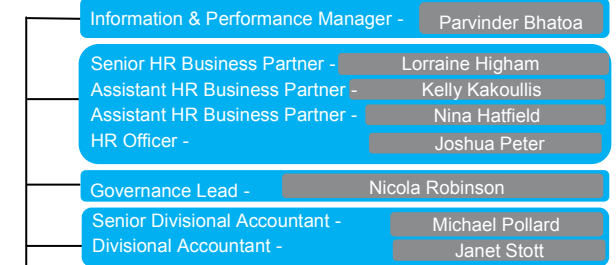 Information & Performance Manager - Parvinder Bhatoa
Senior HR Business Partner - Lorraine Higham
Assistant HR Business Partner - Kelly Kakoullis
Assistant HR Business Partner - Nina Hatfield
HR Officer - Joshua Peter
Governance Lead - Nicola Robinson
Senior Divisional Accountant - Michael Pollard
Divisional Accountant - Janet Stott